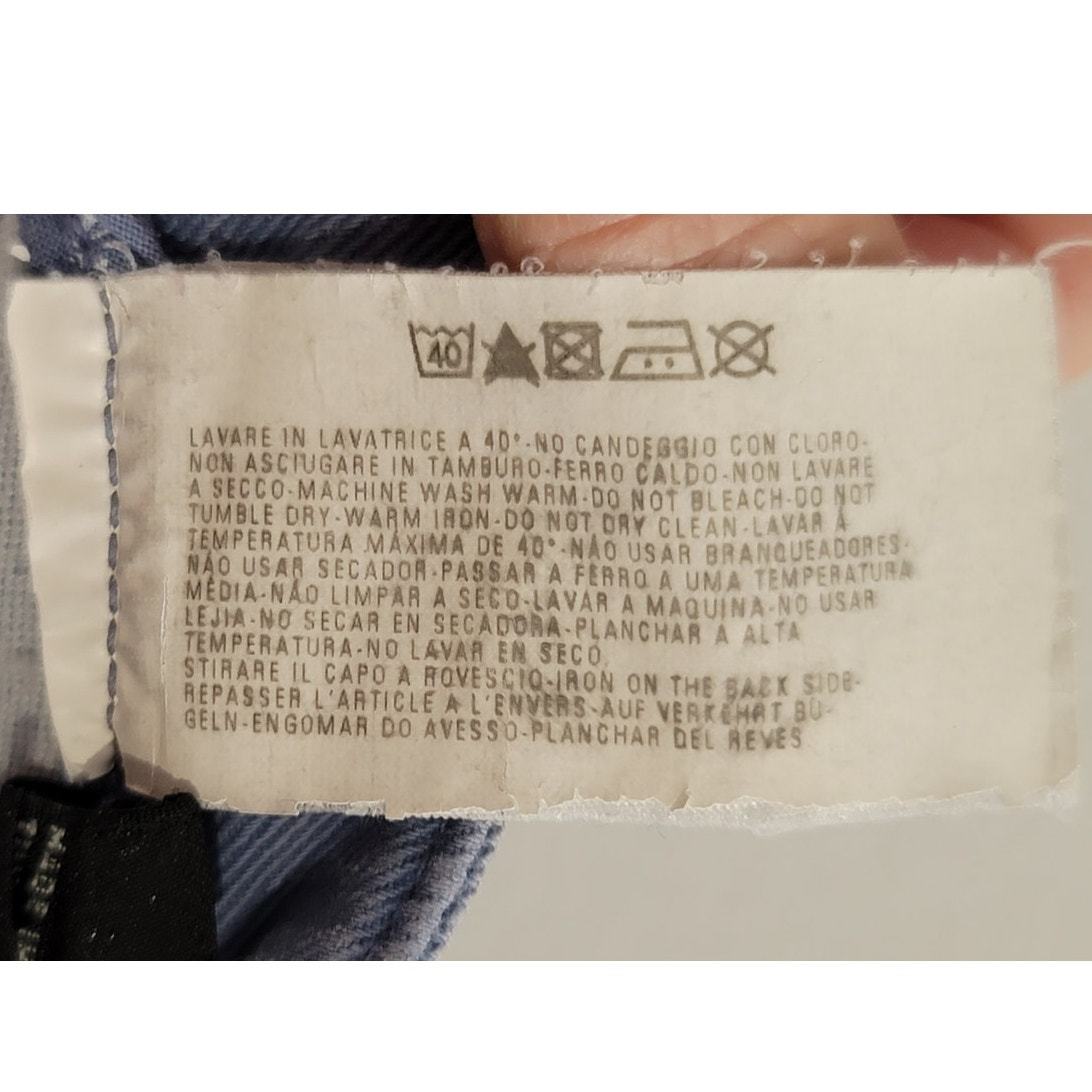 40
LAVARE IN LAVATRICE A 40°-NO CANDEGGIO CON CLORO-
NON ASCIUGARE IN TAMBURO-FERRO CALDO-NON LAVARE
A SECCO-MACHINE WASH WARM-DO NOT BLEACH-DO NOT
TUMBLE DRY-WARM IRON-DO NOT DRY CLEAN-LAVAR Á
TEMPERATURA MÁXIMA DE 40°-NÃO USAR BRANQUEADORES-
NÃO USAR SECADOR-PASSAR A FERRO A UMA TEMPERATURA
MÉDIA-NÃO LIMPAR A SECO-LAVAR A MAQUINA-NO USAR
LEJIA-NO SECAR EN SECADORA-PLANCHAR A ALTA
TEMPERATURA-NO LAVAR EN SECO.
STIRARE IL CAPO A ROVESCIO-IRON ON THE BACK SIDE-
REPASSER L'ARTICLE A L'ENVERS-AUF VERKEHRT BÜ-
GELN-ENGOMAR DO AVESSO-PLANCHAR DEL REVES